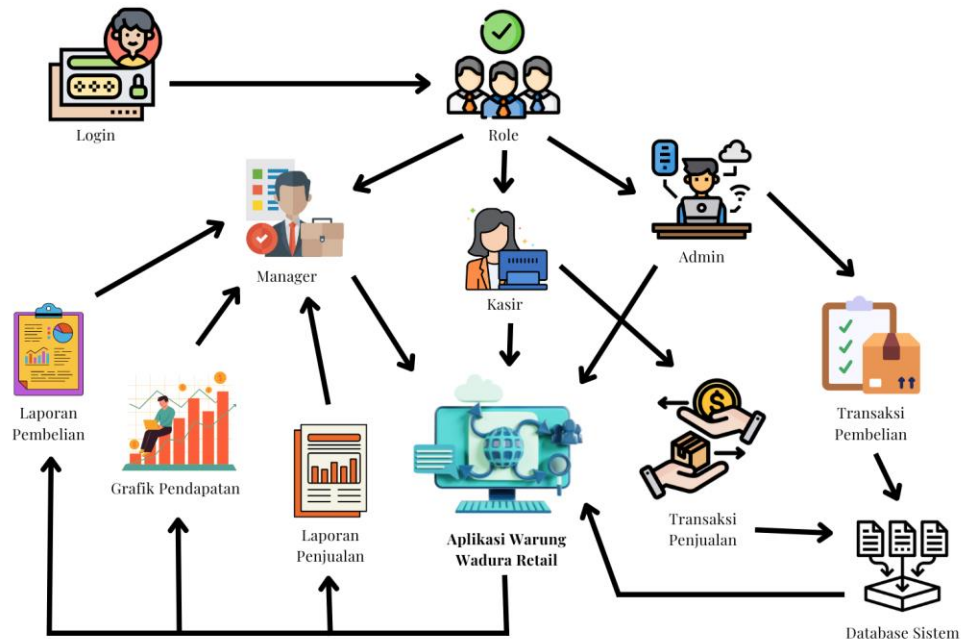 Login
Role
Manager
Kasir
Admin
Laporan
Pembelian
Grafik Pendapatan
Laporan
Penjualan
Aplikasi Warung
Wadura Retail
Transaksi
Penjualan
Transaksi
Pembelian
Database Sistem